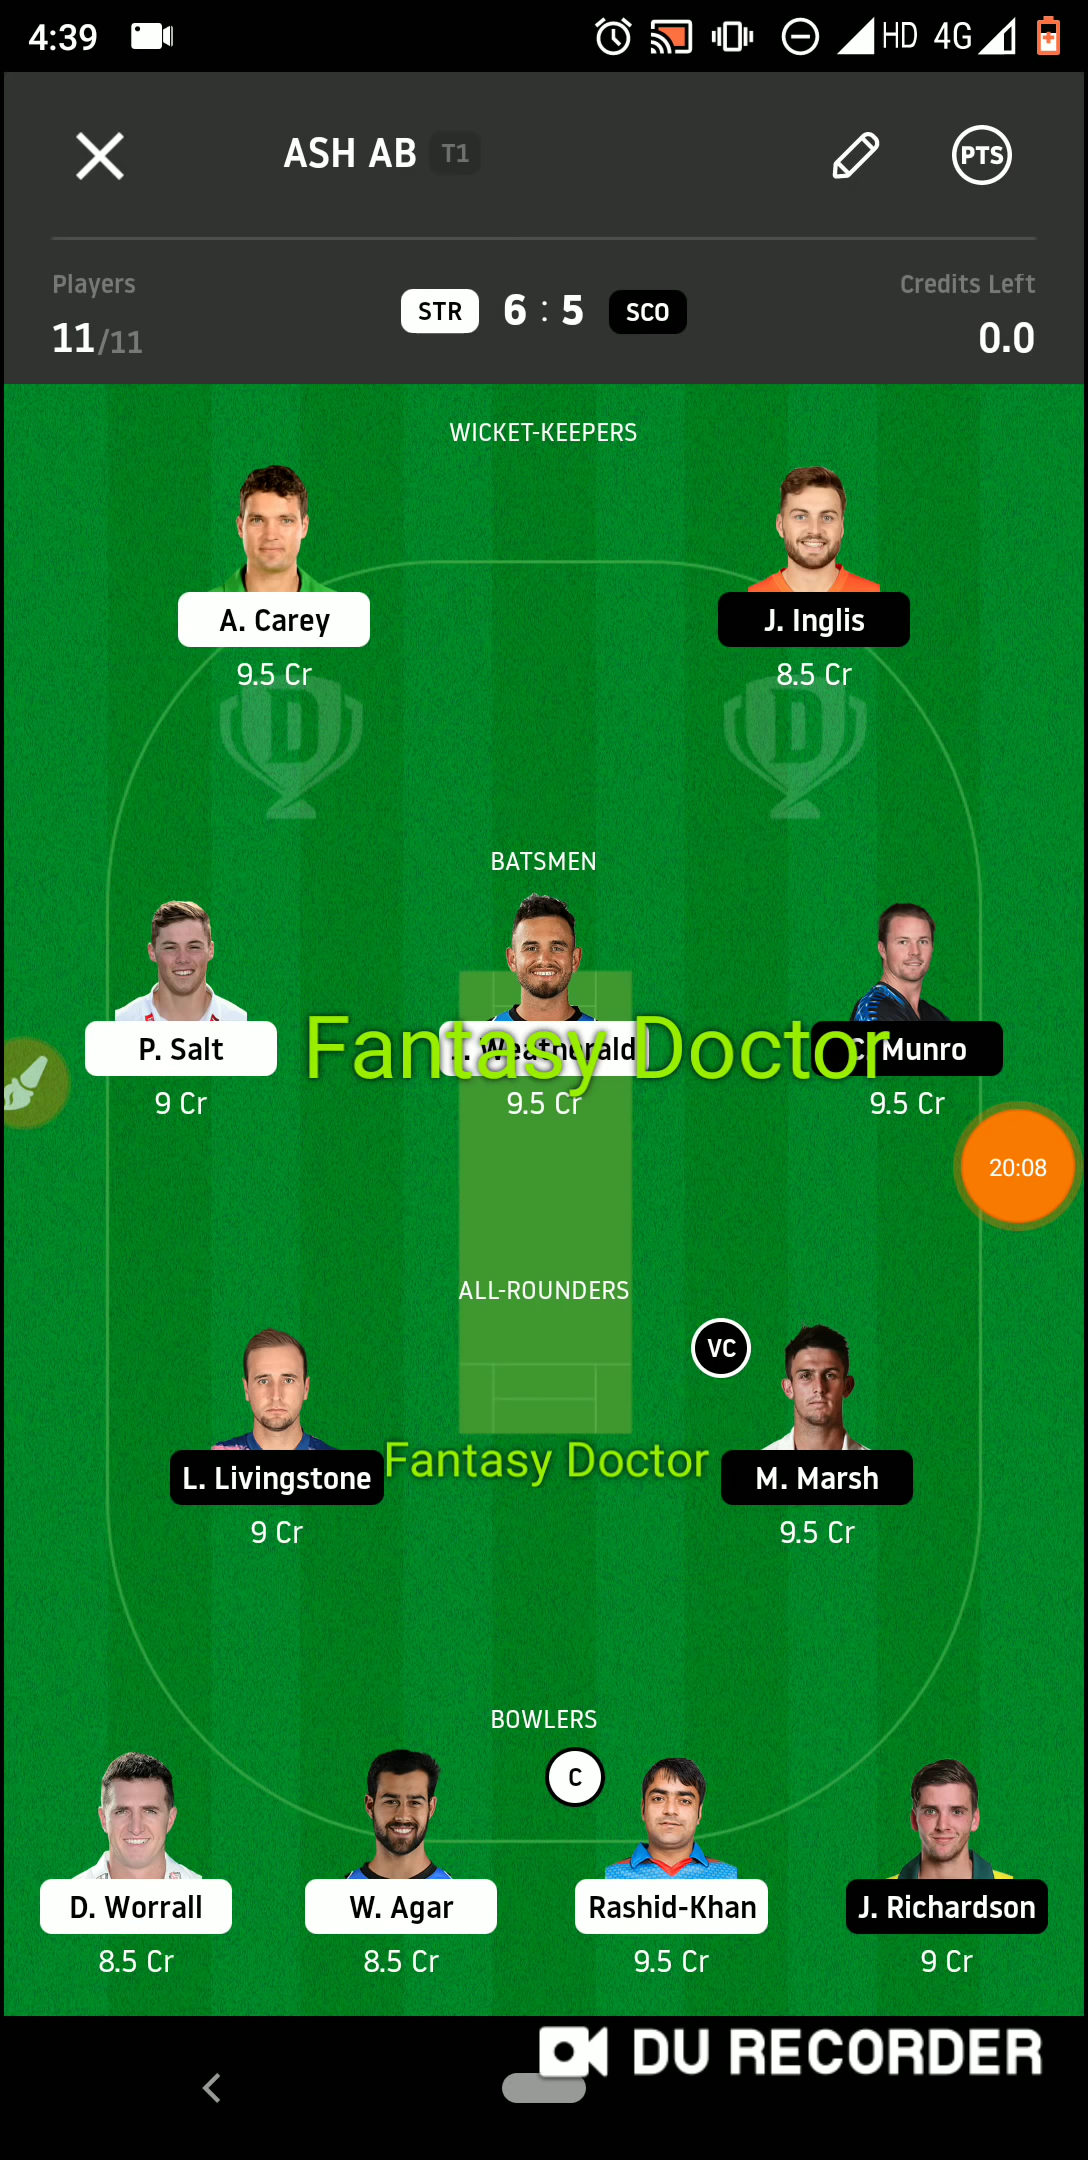 4:39 HD 4G
ASH AB T1
PTS
Players
Credits Left
11/11
STR 6 : 5 SCO
0.0
WICKET-KEEPERS
A. Carey
J. Inglis
9.5 Cr
8.5 Cr
BATSMEN
P. Salt
J. Weatherald
C. Munro
Fantasy Doctor
9 Cr
9.5 Cr
9.5 Cr
20:08
ALL-ROUNDERS
VC
L. Livingstone
Fantasy Doctor
M. Marsh
9 Cr
9.5 Cr
BOWLERS
C
D. Worrall
W. Agar
Rashid-Khan
J. Richardson
8.5 Cr
8.5 Cr
9.5 Cr
9 Cr
DU RECORDER